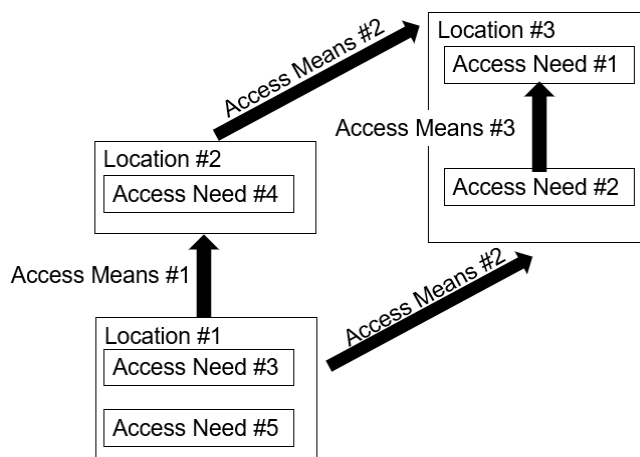 Access Means #2
Location #3
Access Need #1
Access Means #3
Access Need #2
Location #2
Access Need #4
Access Means #1
Access Means #2
Location #1
Access Need #3
Access Need #5